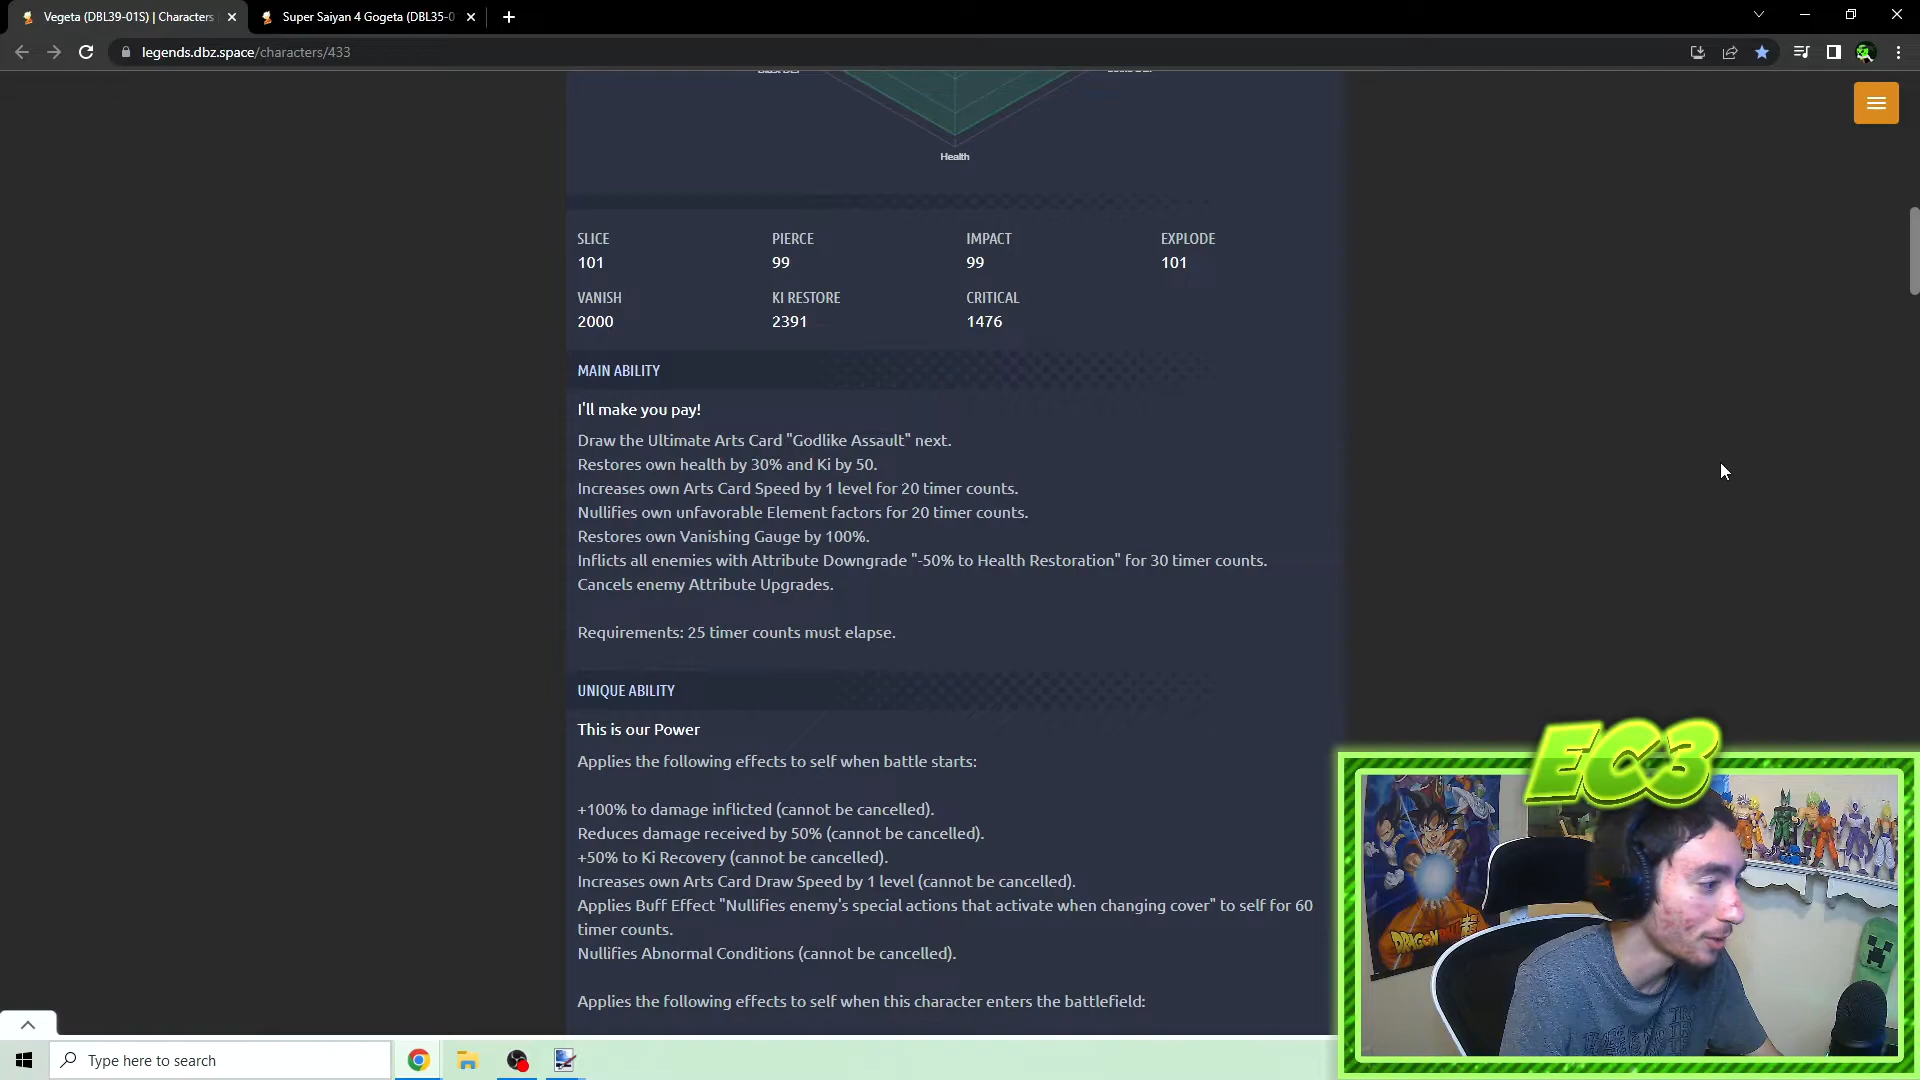 Vegeta (DBL39-01S) | Characters
Super Saiyan 4 Gogeta (DBL35-0
legends.dbz.space/characters/433
Health
SLICE PIERCE IMPACT EXPLODE
101 99 99 101
VANISH KI RESTORE CRITICAL
2000 2391 1476
MAIN ABILITY
I'll make you pay!
Draw the Ultimate Arts Card "Godlike Assault" next.
Restores own health by 30% and Ki by 50.
Increases own Arts Card Speed by 1 level for 20 timer counts.
Nullifies own unfavorable Element factors for 20 timer counts.
Restores own Vanishing Gauge by 100%.
Inflicts all enemies with Attribute Downgrade "-50% to Health Restoration" for 30 timer counts.
Cancels enemy Attribute Upgrades.
Requirements: 25 timer counts must elapse.
UNIQUE ABILITY
This is our Power
Applies the following effects to self when battle starts:
+100% to damage inflicted (cannot be cancelled).
Reduces damage received by 50% (cannot be cancelled).
+50% to Ki Recovery (cannot be cancelled).
Increases own Arts Card Draw Speed by 1 level (cannot be cancelled).
Applies Buff Effect "Nullifies enemy's special actions that activate when changing cover" to self for 60
timer counts.
Nullifies Abnormal Conditions (cannot be cancelled).
Applies the following effects to self when this character enters the battlefield:
EC3
DRAGONBALL
Type here to search